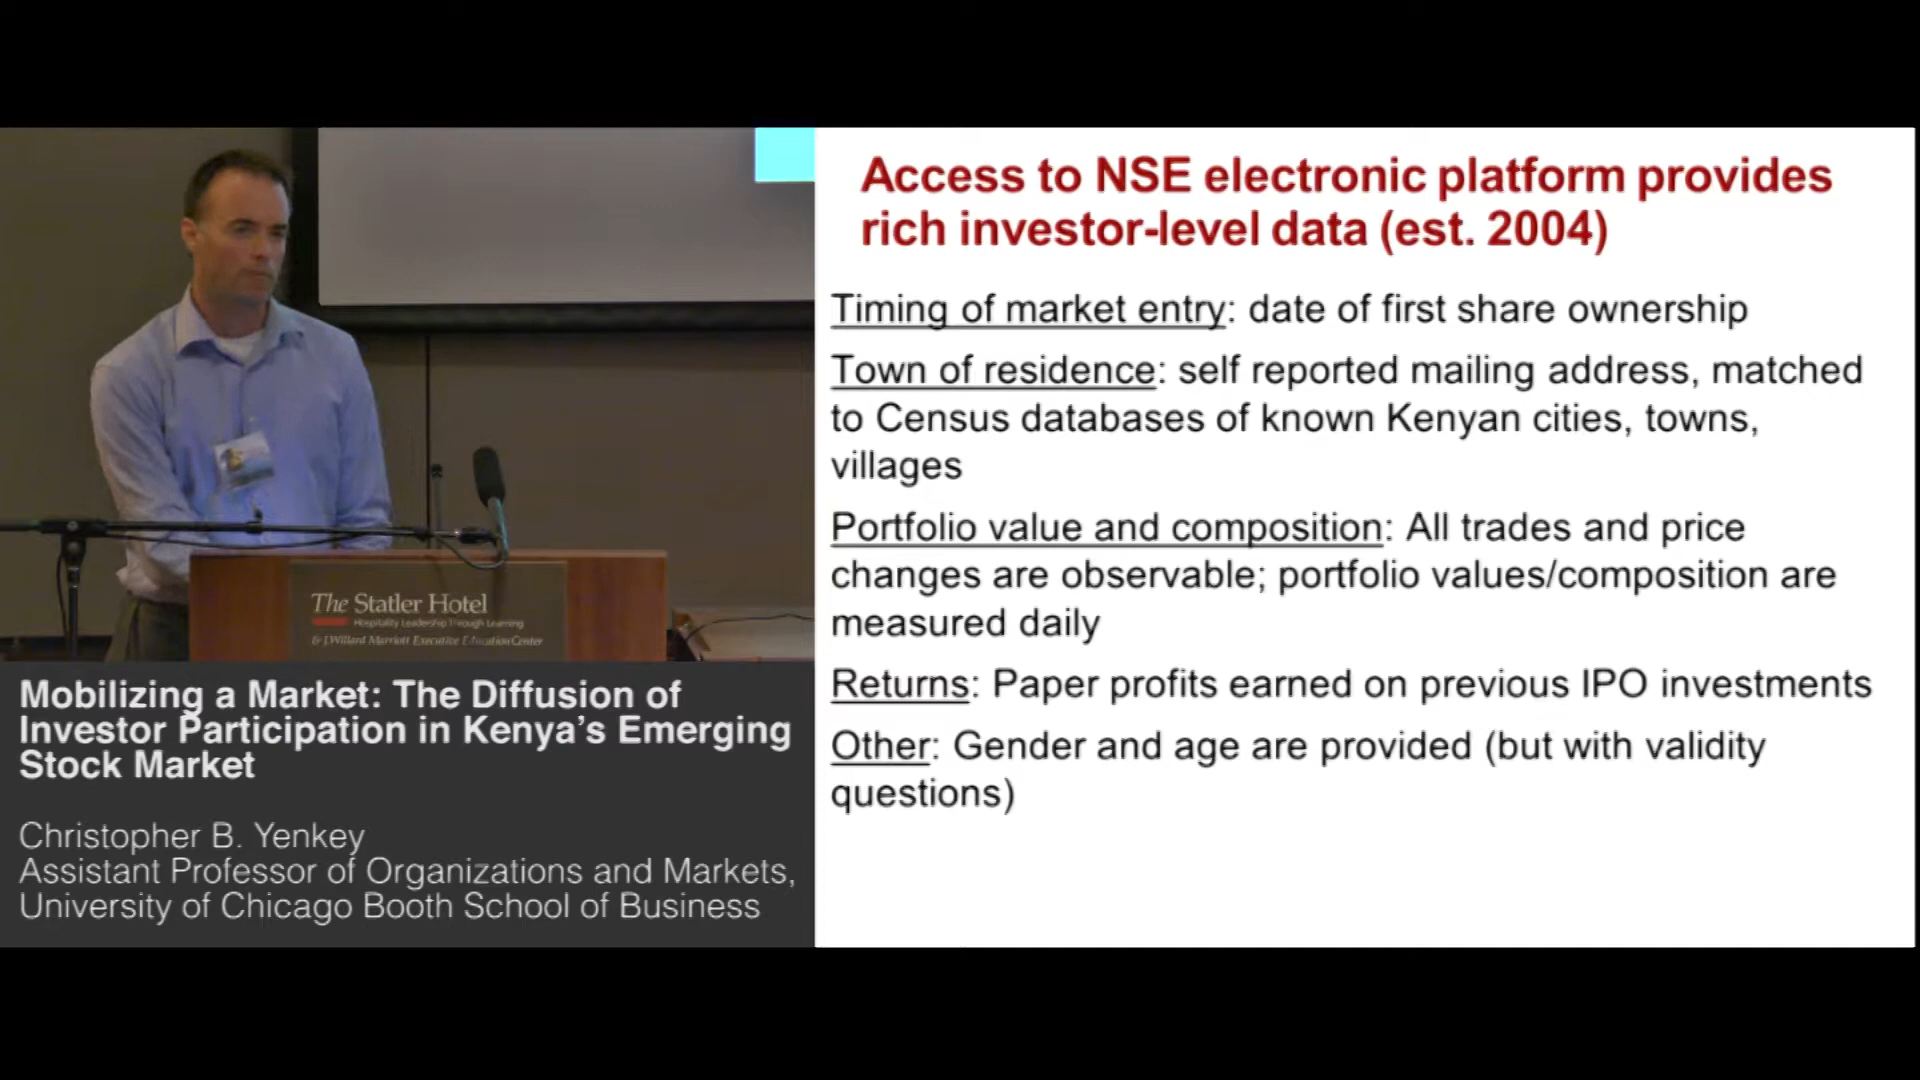 Access to NSE electronic platform provides
rich investor-level data (est. 2004)
Timing of market entry: date of first share ownership
Town of residence: self reported mailing address, matched
to Census databases of known Kenyan cities, towns,
villages
Portfolio value and composition: All trades and price
changes are observable; portfolio values/composition are
measured daily
Returns: Paper profits earned on previous IPO investments
Other: Gender and age are provided (but with validity
questions)
The Statler Hotel
Hospitality Leadership Through Learning
& J. Willard Marriott Executive Education Center
Mobilizing a Market: The Diffusion of
Investor Participation in Kenya’s Emerging
Stock Market
Christopher B. Yenkey
Assistant Professor of Organizations and Markets,
University of Chicago Booth School of Business